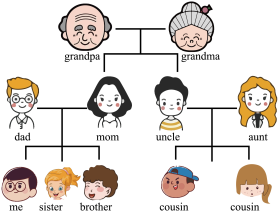 grandpa grandma
dad mom uncle aunt
me sister brother cousin cousin